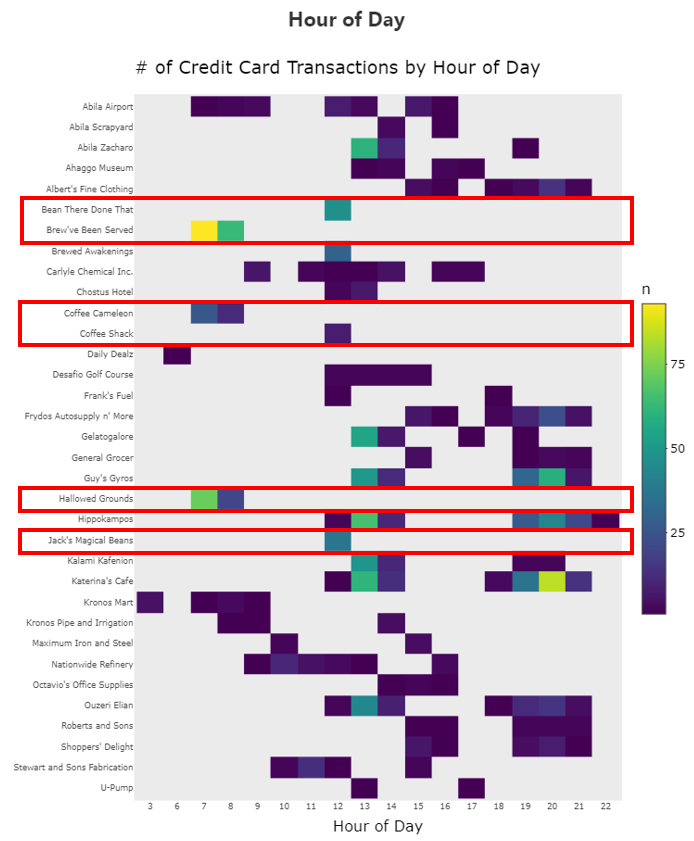 Hour of Day
# of Credit Card Transactions by Hour of Day
Abila Airport
Abila Scrapyard
Abila Zacharo
Ahaggo Museum
Albert's Fine Clothing
Bean There Done That
Brew've Been Served
Brewed Awakenings
Carlyle Chemical Inc.
Chostus Hotel
Coffee Cameleon
Coffee Shack
Daily Dealz
Desafio Golf Course
Frank's Fuel
Frydos Autosupply n' More
Gelatogalore
General Grocer
Guy's Gyros
Hallowed Grounds
Hippokampos
Jack's Magical Beans
Kalami Kafenion
Katerina's Cafe
Kronos Mart
Kronos Pipe and Irrigation
Maximum Iron and Steel
Nationwide Refinery
Octavio's Office Supplies
Ouzeri Elian
Roberts and Sons
Shoppers' Delight
Stewart and Sons Fabrication
U-Pump
3 6 7 8 9 10 11 12 13 14 15 16 17 18 19 20 21 22
Hour of Day
n
75
50
25